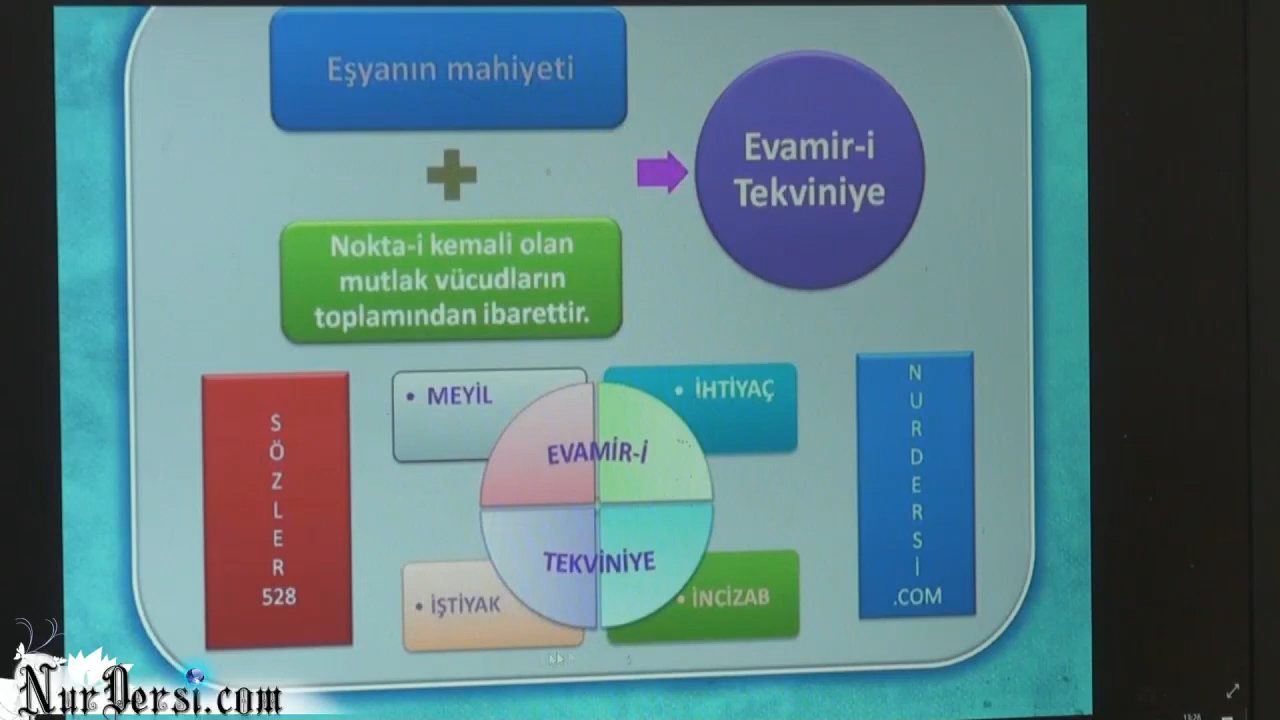 Eşyanın mahiyeti
Evamir-i
Tekviniye
Nokta-i kemali olan
mutlak vücudların
toplamından ibarettir.
S
Ö
Z
L
E
R
528
• MEYİL
• İHTİYAÇ
EVAMİR-İ
TEKVİNİYE
• İŞTİYAK
• İNCİZAB
N
U
R
D
E
R
S
İ
.COM
NurDersi.com